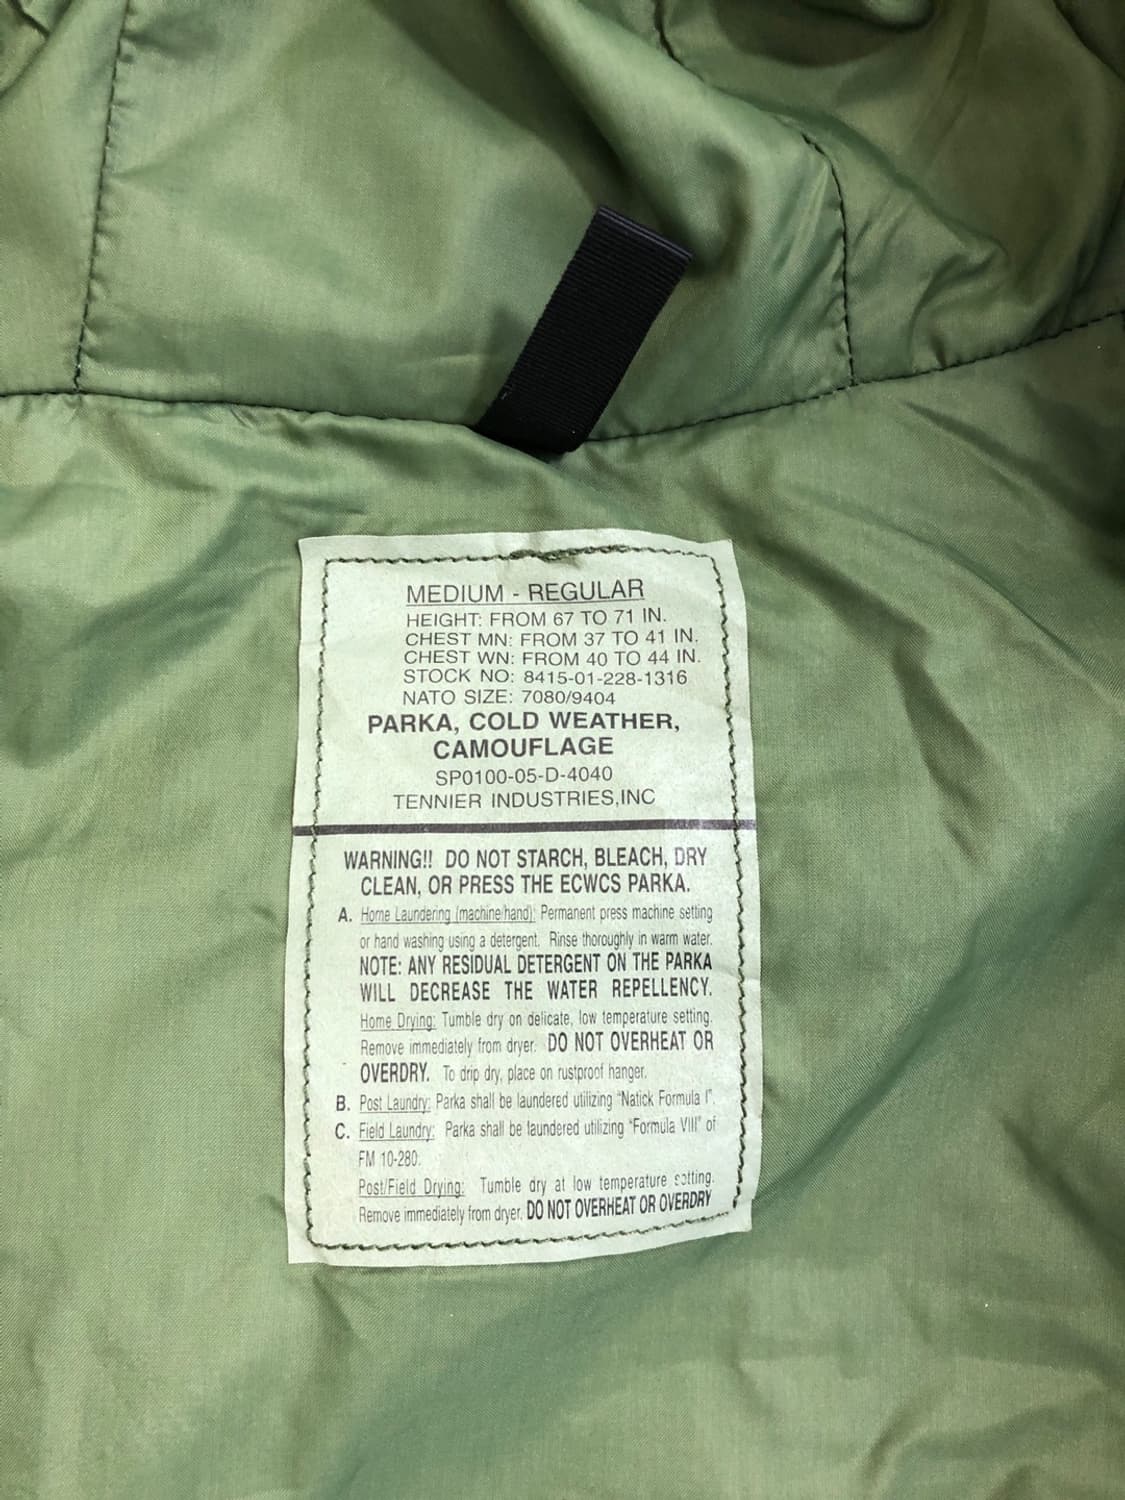 MEDIUM - REGULAR
HEIGHT: FROM 67 TO 71 IN.
CHEST MN: FROM 37 TO 41 IN.
CHEST WN: FROM 40 TO 44 IN.
STOCK NO: 8415-01-228-1316
NATO SIZE: 7080/9404
PARKA, COLD WEATHER,
CAMOUFLAGE
SP0100-05-D-4040
TENNIER INDUSTRIES,INC
WARNING!! DO NOT STARCH, BLEACH, DRY
CLEAN, OR PRESS THE ECWCS PARKA.
A. Home Laundering (machine/hand): Permanent press machine setting
or hand washing using a detergent. Rinse thoroughly in warm water.
NOTE: ANY RESIDUAL DETERGENT ON THE PARKA
WILL DECREASE THE WATER REPELLENCY.
Home Drying: Tumble dry on delicate, low temperature setting.
Remove immediately from dryer. DO NOT OVERHEAT OR
OVERDRY. To drip dry, place on rustproof hanger.
B. Post Laundry: Parka shall be laundered utilizing "Natick Formula I".
C. Field Laundry: Parka shall be laundered utilizing "Formula VIII" of
FM 10-280.
Post/Field Drying: Tumble dry at low temperature setting.
Remove immediately from dryer. DO NOT OVERHEAT OR OVERDRY